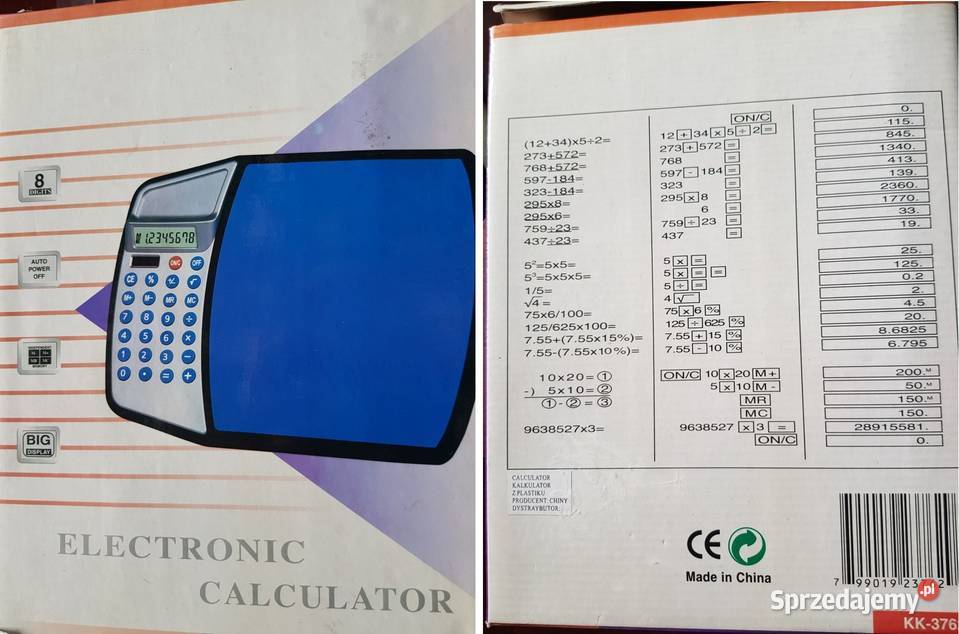 8
DIGITS
AUTO
POWER
OFF
INDEPENDENT
MEMORY
BIG
DISPLAY
12345678
ON/C OFF
CE % +/- √
M+ M- MR MC
7 8 9 ÷
4 5 6 ×
1 2 3 −
0 • = +
ELECTRONIC
CALCULATOR
ON/C 0.
(12+34)x5÷2= 12 + 34 x 5 ÷ 2 = 115.
273+572= 273 + 572 = 845.
768+572= 768 = 1340.
597-184= 597 - 184 = 413.
323-184= 323 = 139.
295x8= 295 x 8 = 2360.
295x6= 6 = 1770.
759÷23= 759 ÷ 23 = 33.
437÷23= 437 = 19.
5²=5x5= 5 x = 25.
5³=5x5x5= 5 x = = 125.
1/5= 5 ÷ = 0.2
√4= 4 √ 2.
75x6/100= 75 x 6 % 4.5
125/625x100= 125 ÷ 625 % 20.
7.55+(7.55x15%)= 7.55 + 15 % 8.6825
7.55-(7.55x10%)= 7.55 - 10 % 6.795
10x20=① ON/C 10 x 20 M+ 200.ᴹ
-) 5x10=② 5 x 10 M- 50.ᴹ
①-②=③ MR 150.ᴹ
MC 150.
9638527x3= 9638527 x 3 = 28915581.
ON/C 0.
CALCULATOR
KALKULATOR
Z PLASTIKU
PRODUCENT: CHINY
DYSTRAYBUTOR:
CE
Made in China
Sprzedajemy.pl
KK-376